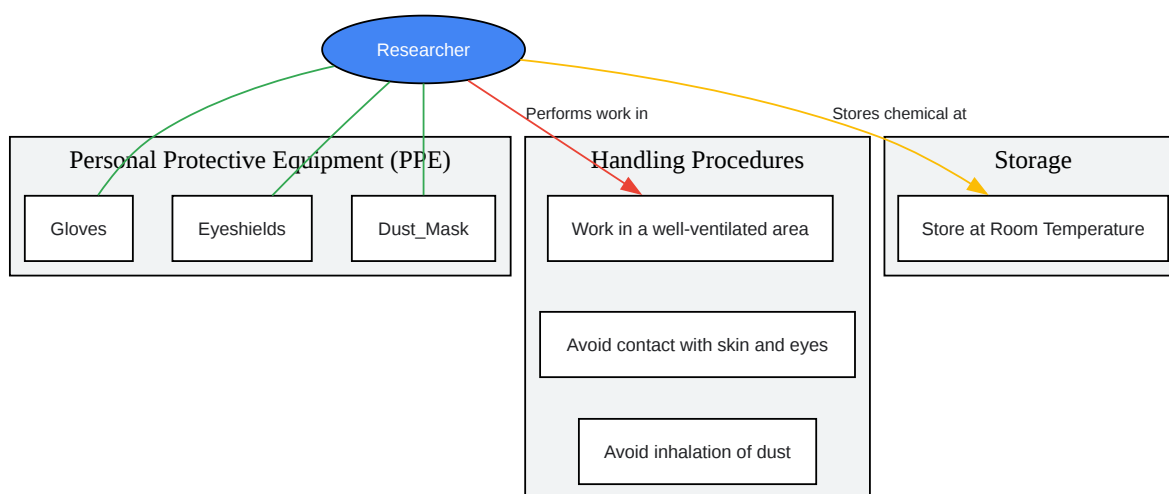 Researcher
Performs work in
Stores chemical at
Personal Protective Equipment (PPE)
Handling Procedures
Storage
Gloves
Eyeshields
Dust_Mask
Work in a well-ventilated area
Store at Room Temperature
Avoid contact with skin and eyes
Avoid inhalation of dust